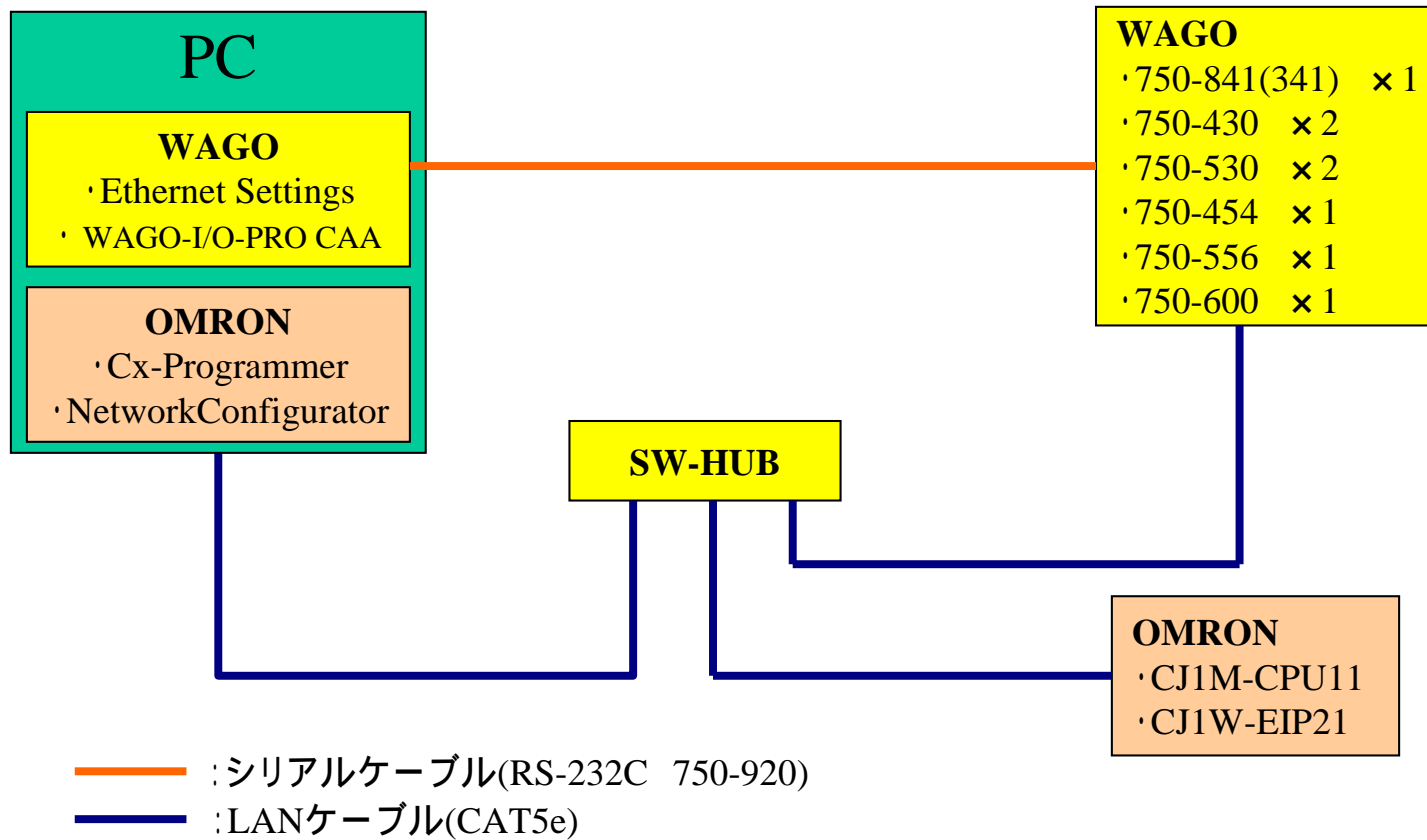 PC
WAGO
·Ethernet Settings
· WAGO-I/O-PRO CAA
OMRON
·Cx-Programmer
·NetworkConfigurator
WAGO
·750-841(341) ×1
·750-430 ×2
·750-530 ×2
·750-454 ×1
·750-556 ×1
·750-600 ×1
SW-HUB
OMRON
·CJ1M-CPU11
·CJ1W-EIP21
:シリアルケーブル(RS-232C 750-920)
:LANケーブル(CAT5e)